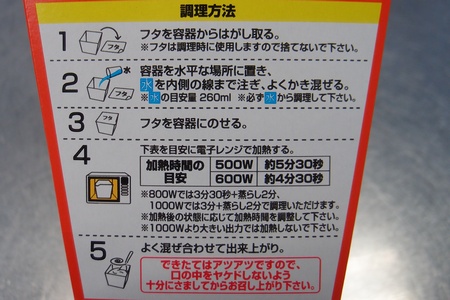 調理方法
1 フタを容器からはがし取る。
※フタは調理時に使用しますので捨てないで下さい。
フタ
2 容器を水平な場所に置き、
水を内側の線まで注ぎ、よくかき混ぜる。
※水の目安量 260ml ※必ず水から調理して下さい。
水
3 フタを容器にのせる。
フタ
4 下表を目安に電子レンジで加熱する。
加熱時間の目安 500W 約5分30秒
600W 約4分30秒
※800Wでは3分30秒+蒸らし2分、
1000Wでは3分+蒸らし2分で調理いただけます。
※加熱後の状態に応じて加熱時間を調整して下さい。
※1000Wより大きい出力では加熱しないで下さい。
5 よく混ぜ合わせて出来上がり。
できたてはアツアツですので、
口の中をヤケドしないよう
十分にさましてからお召し上がり下さい。